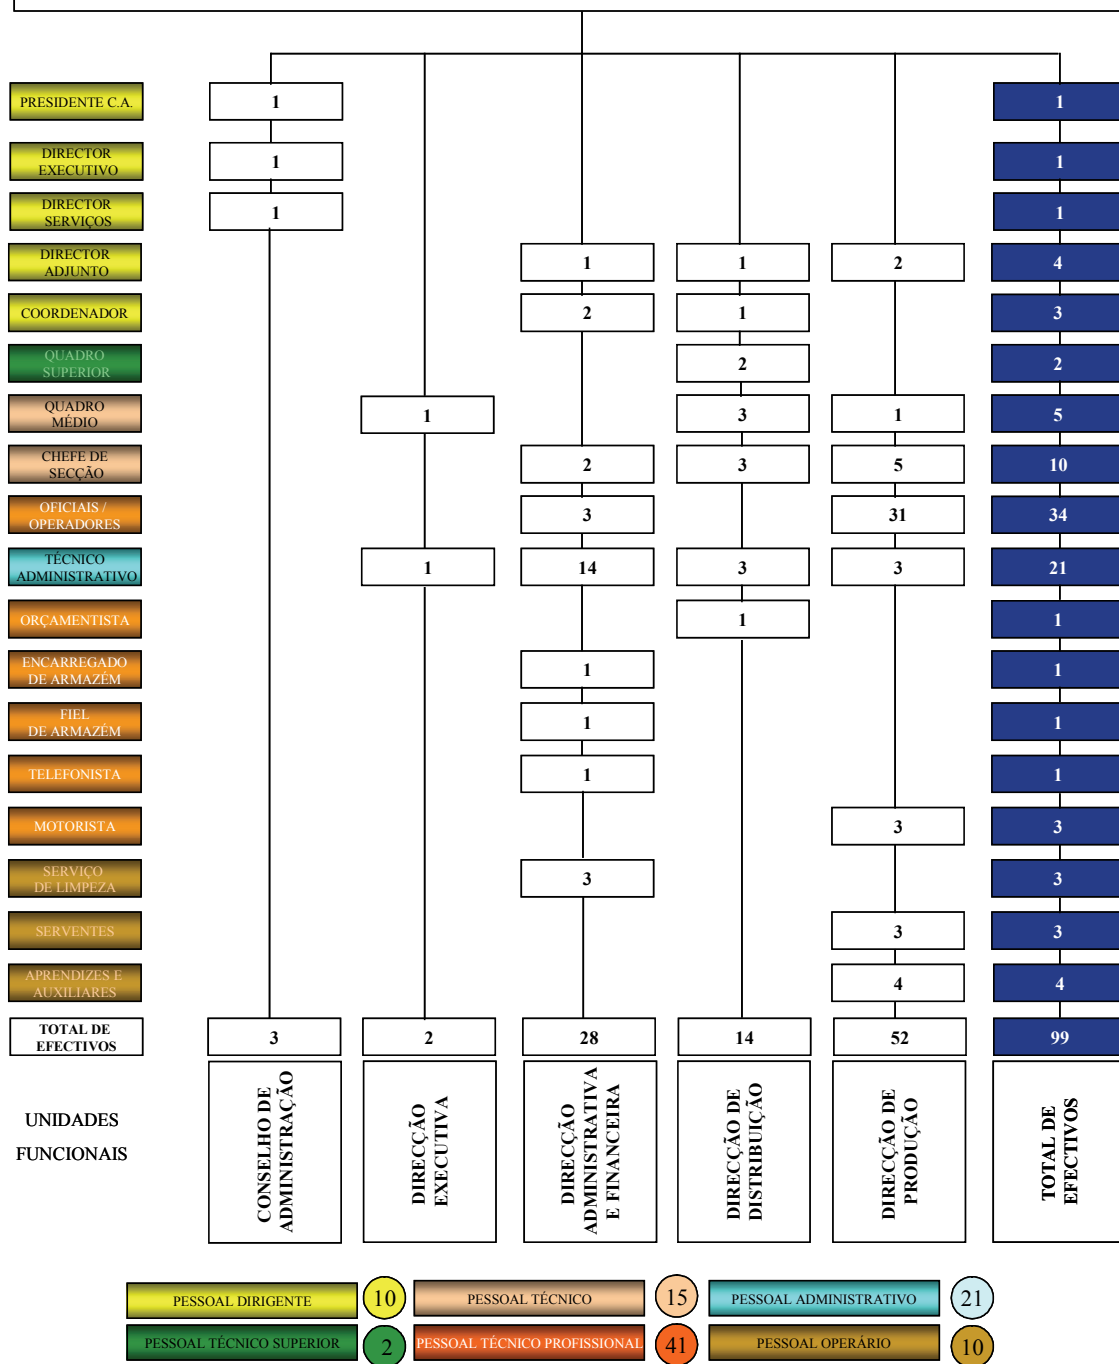 PRESIDENTE C.A. 1 1
DIRECTOR
EXECUTIVO 1 1
DIRECTOR
SERVIÇOS 1 1
DIRECTOR
ADJUNTO 1 1 2 4
COORDENADOR 2 1 3
QUADRO
SUPERIOR 2 2
QUADRO
MÉDIO 1 3 1 5
CHEFE DE
SECÇÃO 2 3 5 10
OFICIAIS /
OPERADORES 3 31 34
TÉCNICO
ADMINISTRATIVO 1 14 3 3 21
ORÇAMENTISTA 1 1
ENCARREGADO
DE ARMAZÉM 1 1
FIEL
DE ARMAZÉM 1 1
TELEFONISTA 1 1
MOTORISTA 3 3
SERVIÇO
DE LIMPEZA 3 3
SERVENTES 3 3
APRENDIZES E
AUXILIARES 4 4
TOTAL DE
EFECTIVOS 3 2 28 14 52 99
UNIDADES
FUNCIONAIS
CONSELHO DE
ADMINISTRAÇÃO
DIRECÇÃO
EXECUTIVA
DIRECÇÃO
ADMINISTRATIVA
E FINANCEIRA
DIRECÇÃO DE
DISTRIBUIÇÃO
DIRECÇÃO DE
PRODUÇÃO
TOTAL DE
EFECTIVOS
PESSOAL DIRIGENTE 10 PESSOAL TÉCNICO 15 PESSOAL ADMINISTRATIVO 21
PESSOAL TÉCNICO SUPERIOR 2 PESSOAL TÉCNICO PROFISSIONAL 41 PESSOAL OPERÁRIO 10